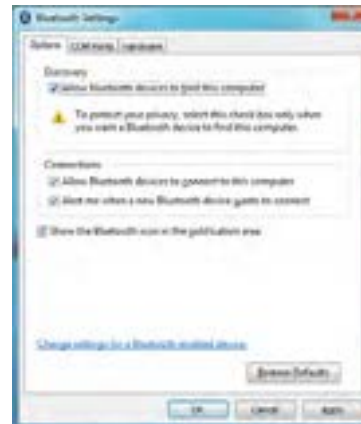 Bluetooth Settings
Options COM Ports Hardware
Discovery
Allow Bluetooth devices to find this computer
To protect your privacy, select this check box only when
you want a Bluetooth device to find this computer.
Connections
Allow Bluetooth devices to connect to this computer
Alert me when a new Bluetooth device wants to connect
Show the Bluetooth icon in the notification area
Change settings for a Bluetooth enabled device.
Restore Defaults
OK Cancel Apply